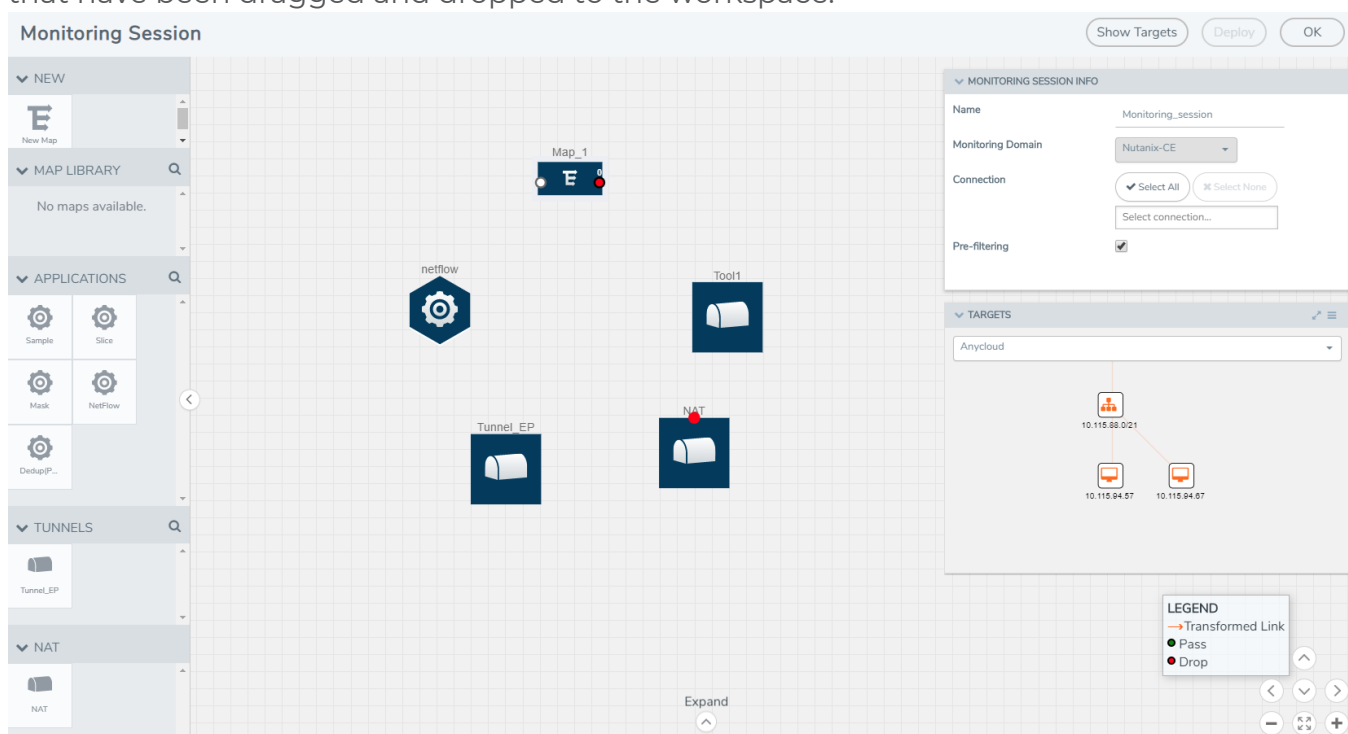 that have been dragged and dropped to the workspace.
Monitoring Session
Show Targets
Deploy
OK
NEW
New Map
MAP LIBRARY
No maps available.
APPLICATIONS
Sample
Slice
Mask
NetFlow
Dedup(P...
TUNNELS
Tunnel_EP
NAT
NAT
Map_1
0
netflow
Tool1
Tunnel_EP
NAT
Expand
MONITORING SESSION INFO
Name
Monitoring_session
Monitoring Domain
Nutanix-CE
Connection
Select All
Select None
Select connection...
Pre-filtering
TARGETS
Anycloud
10.115.88.0/21
10.115.94.57
10.115.94.67
LEGEND
→Transformed Link
Pass
Drop